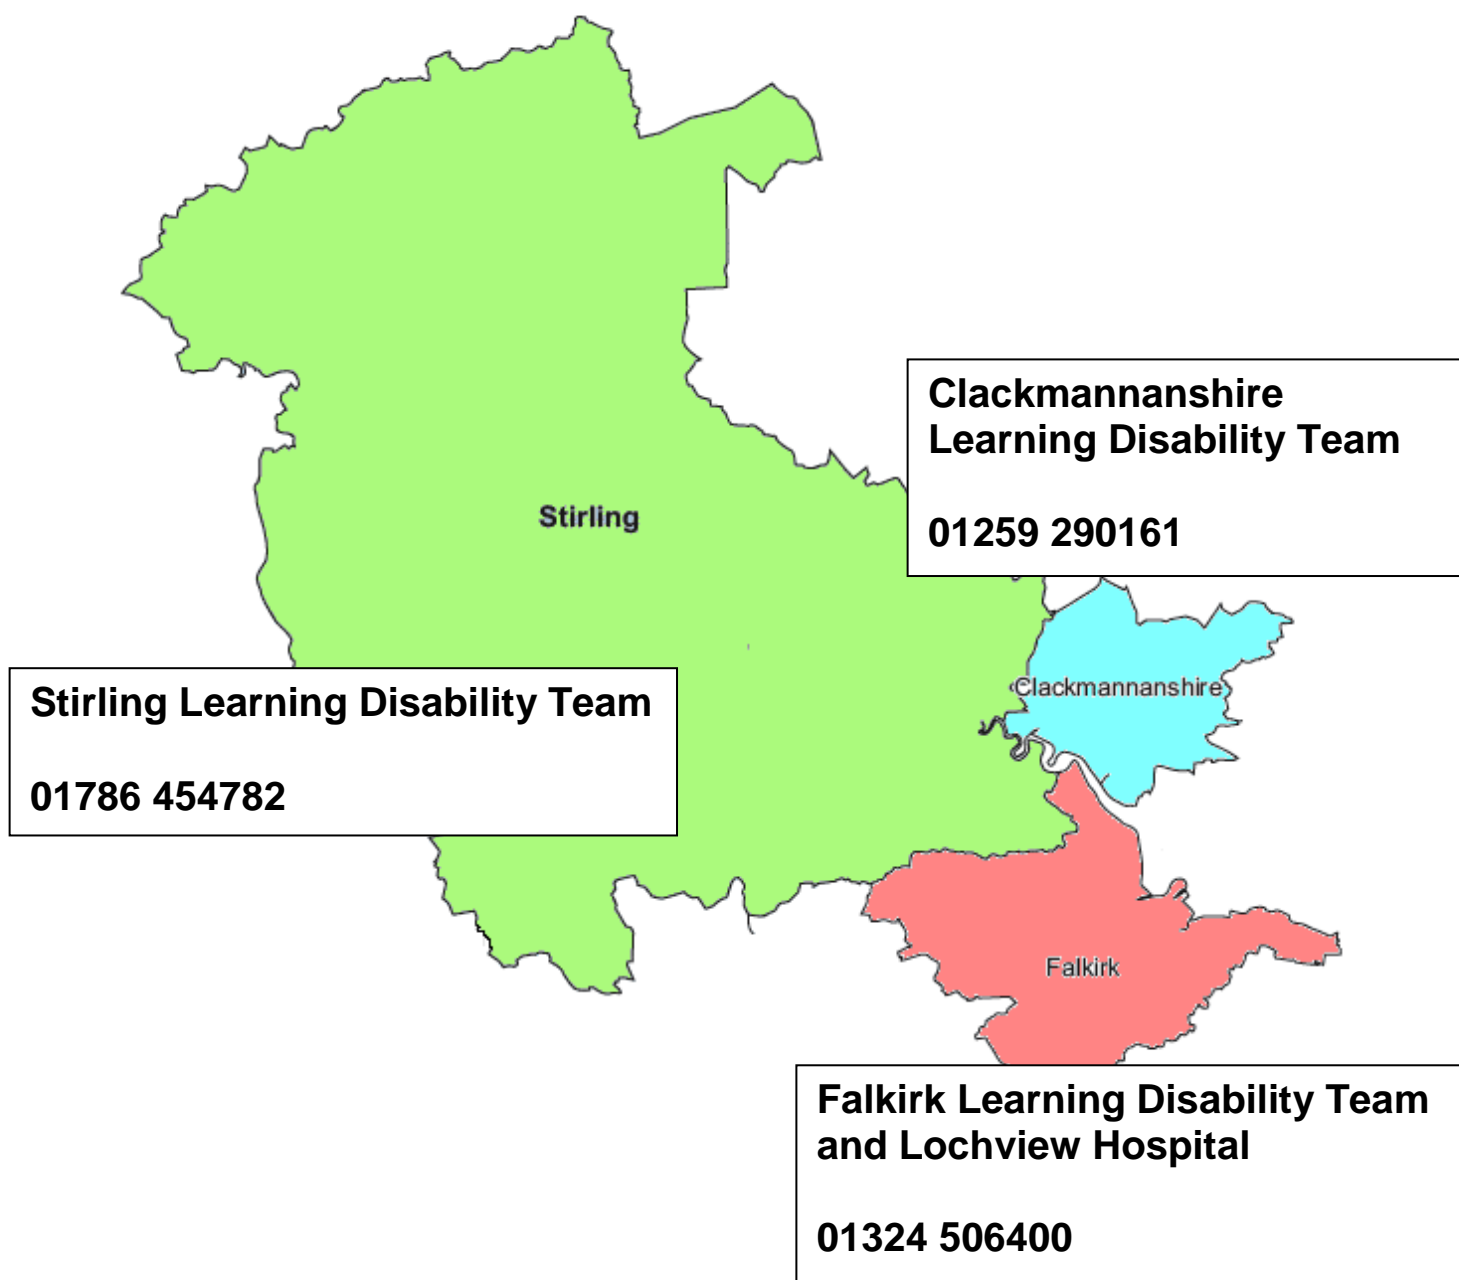 Clackmannanshire
Learning Disability Team
01259 290161
Stirling
Clackmannanshire
Stirling Learning Disability Team
01786 454782
Falkirk
Falkirk Learning Disability Team
and Lochview Hospital
01324 506400